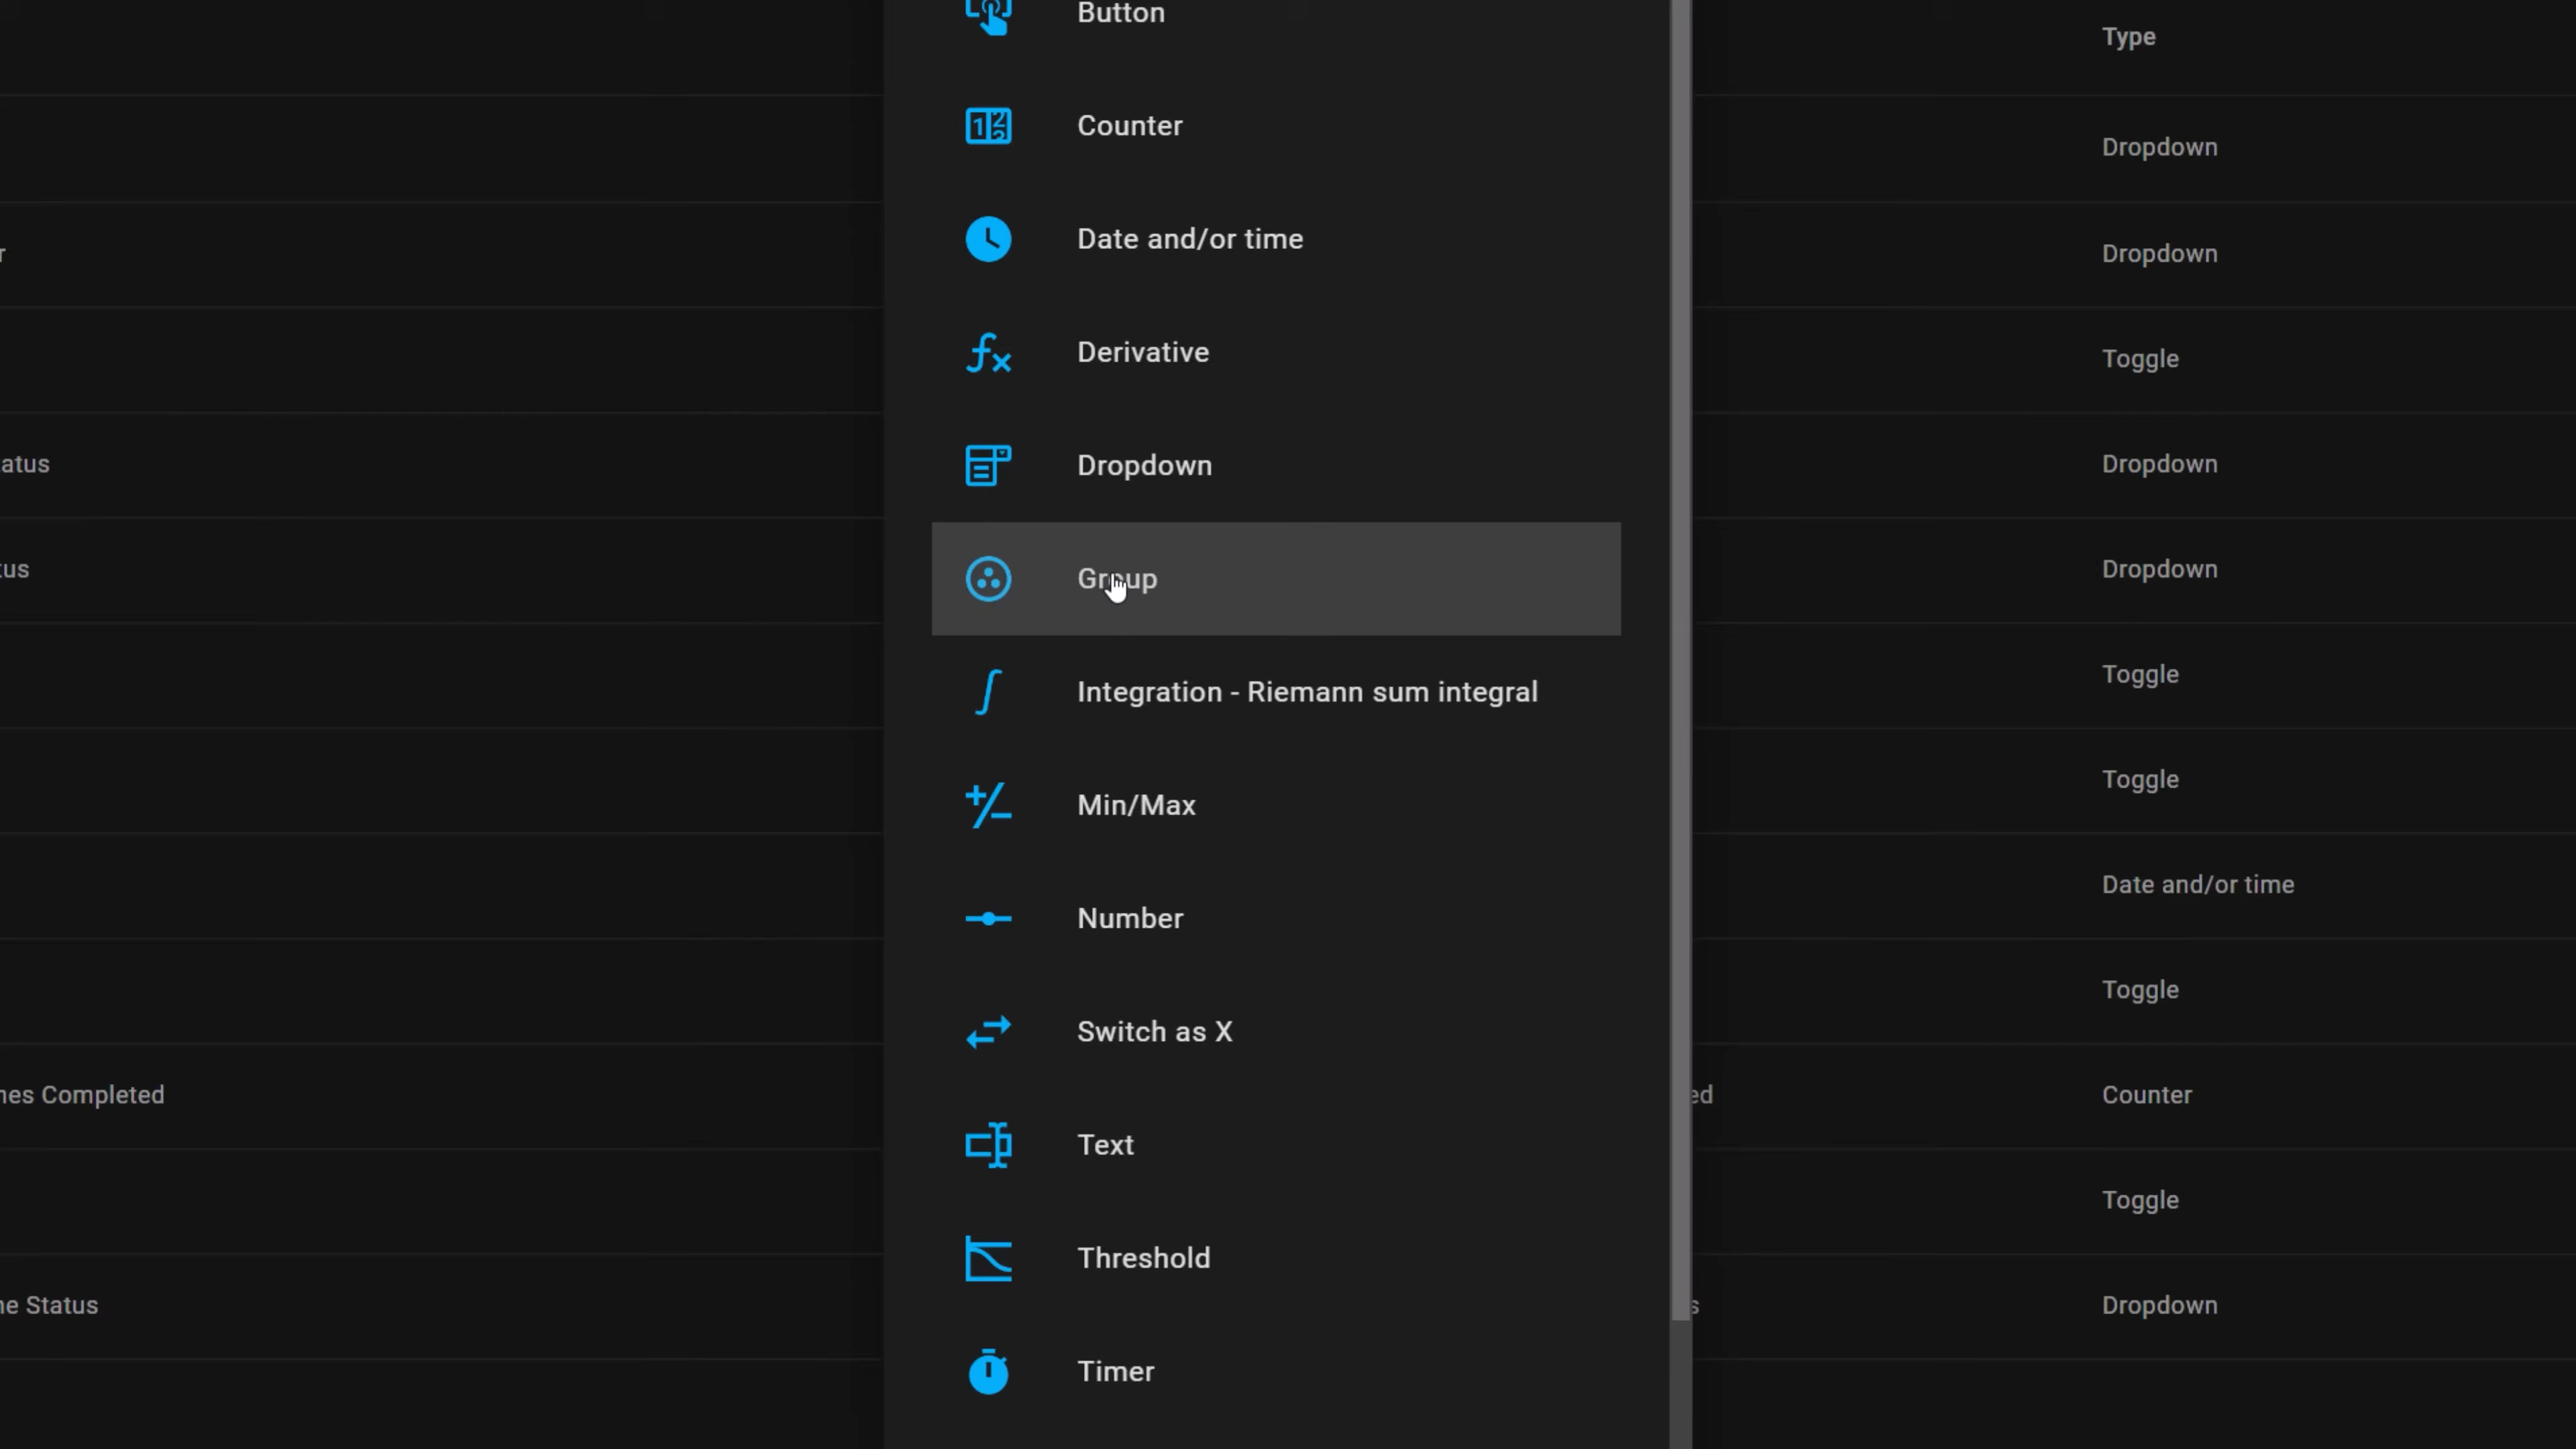 Button
Counter
Date and/or time
Derivative
Dropdown
Group
Integration - Riemann sum integral
Min/Max
Number
Switch as X
Text
Threshold
Timer
r
atus
tus
nes Completed
ne Status
ed
s
Type
Dropdown
Dropdown
Toggle
Dropdown
Dropdown
Toggle
Toggle
Date and/or time
Toggle
Counter
Toggle
Dropdown